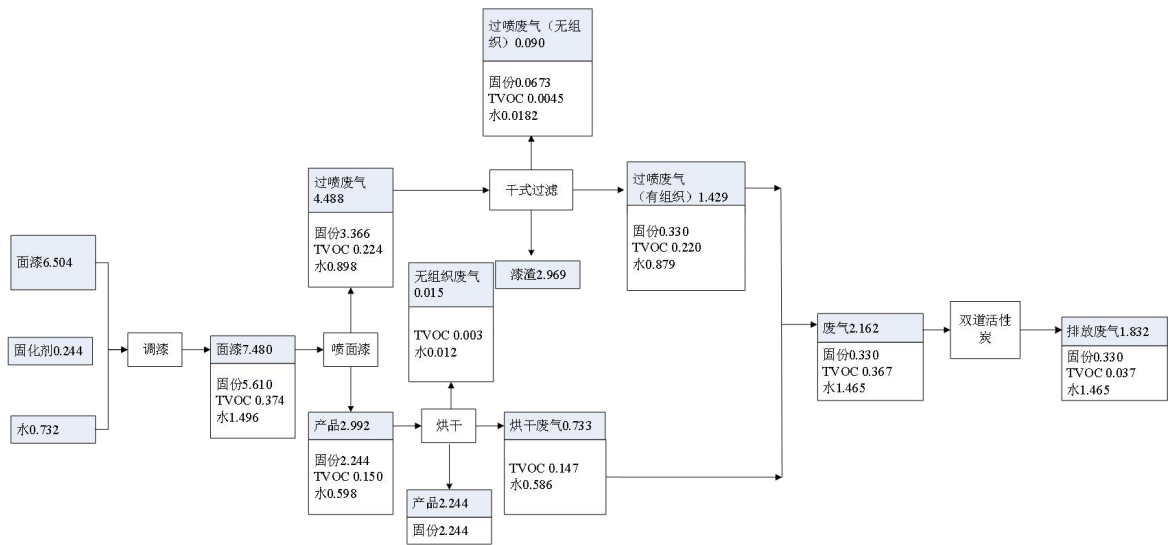 过喷废气（无组
织）0.090
固份0.0673
TVOC 0.0045
水0.0182
过喷废气
4.488
固份3.366
TVOC 0.224
水0.898
干式过滤
过喷废气
（有组织）1.429
固份0.330
TVOC 0.220
水0.879
漆渣2.969
无组织废气
0.015
TVOC 0.003
水0.012
面漆6.504
固化剂0.244
水0.732
调漆
面漆7.480
固份5.610
TVOC 0.374
水1.496
喷面漆
产品2.992
固份2.244
TVOC 0.150
水0.598
烘干
烘干废气0.733
TVOC 0.147
水0.586
产品2.244
固份2.244
废气2.162
固份0.330
TVOC 0.367
水1.465
双道活性
炭
排放废气1.832
固份0.330
TVOC 0.037
水1.465